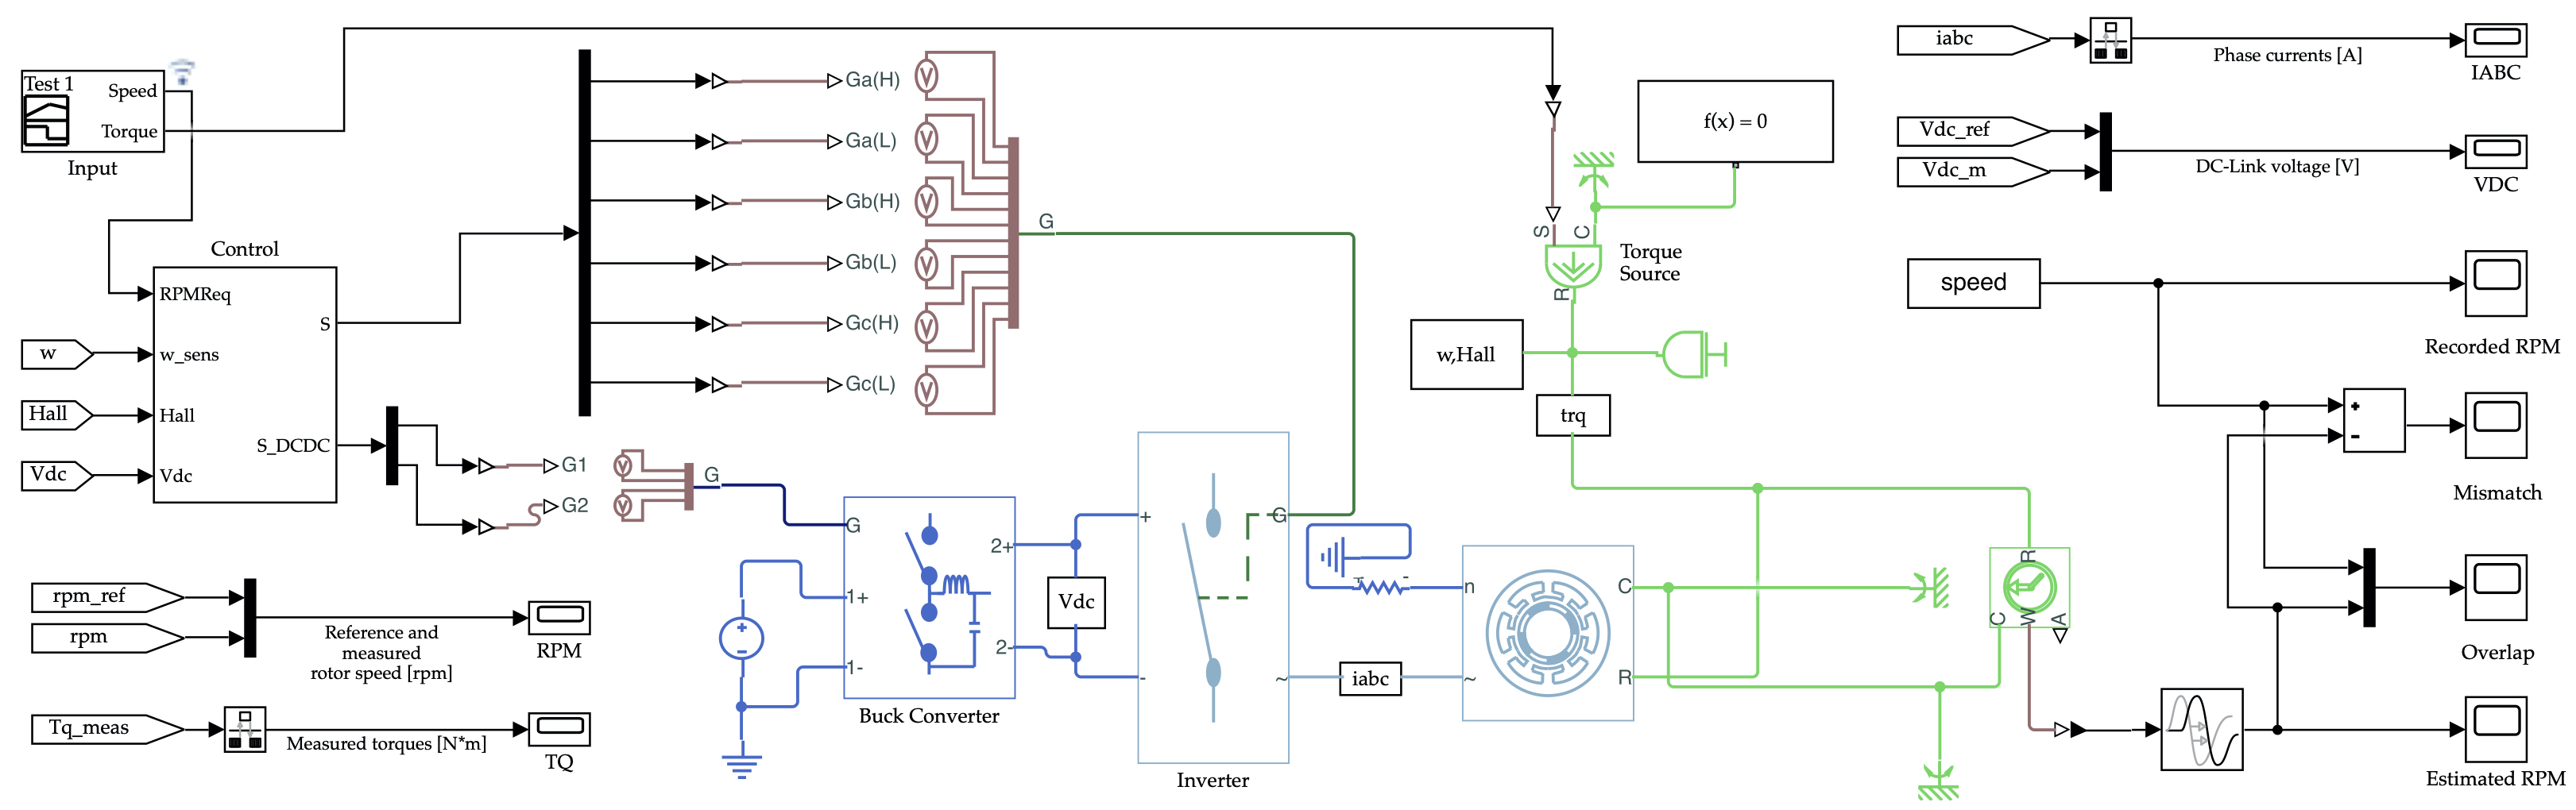 Test 1
Speed
Torque
Input
Control
RPMReq
w_sens
Hall
Vdc
S
S_DCDC
w
Hall
Vdc
Ga(H)
Ga(L)
Gb(H)
Gb(L)
Gc(H)
Gc(L)
V
V
V
V
V
V
G
G1
G2
V
V
G
rpm_ref
rpm
Reference and
measured
rotor speed [rpm]
RPM
Tq_meas
Measured torques [N*m]
TQ
G
1+
1-
2+
2-
+
-
Buck Converter
Vdc
+
-
G
~
Inverter
iabc
+
-
n
~
C
R
f(x) = 0
S
C
R
Torque
Source
w,Hall
trq
R
C
W
A
iabc
Phase currents [A]
IABC
Vdc_ref
Vdc_m
DC-Link voltage [V]
VDC
speed
Recorded RPM
+
-
Mismatch
Overlap
Estimated RPM